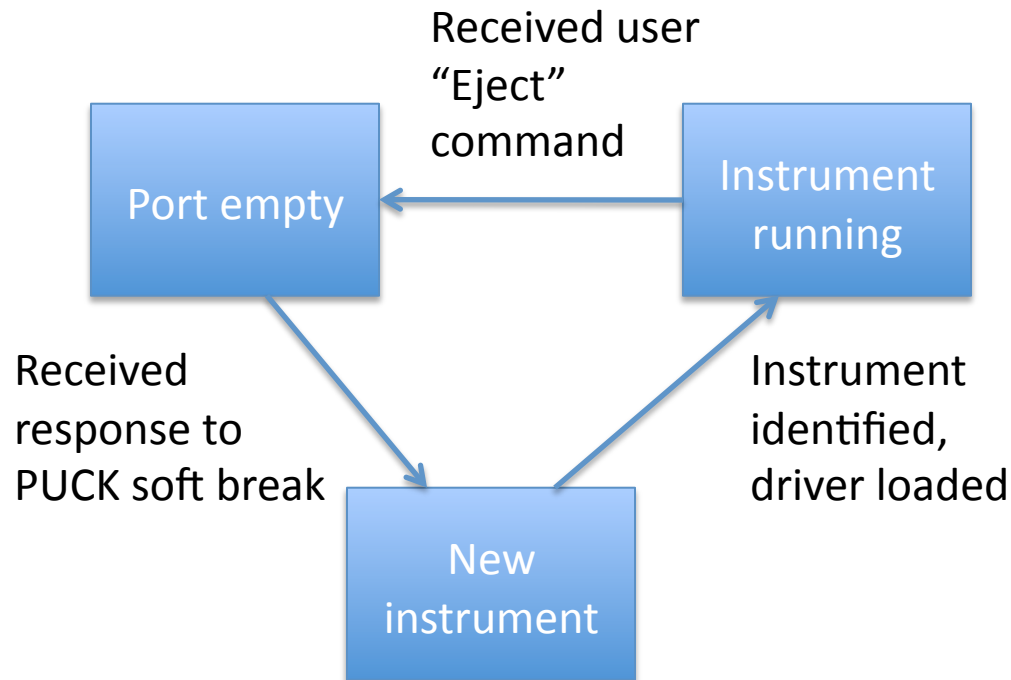 Received user
“Eject”
command
Port empty
Instrument
running
Received
response to
PUCK soft break
Instrument
identified,
driver loaded
New
instrument